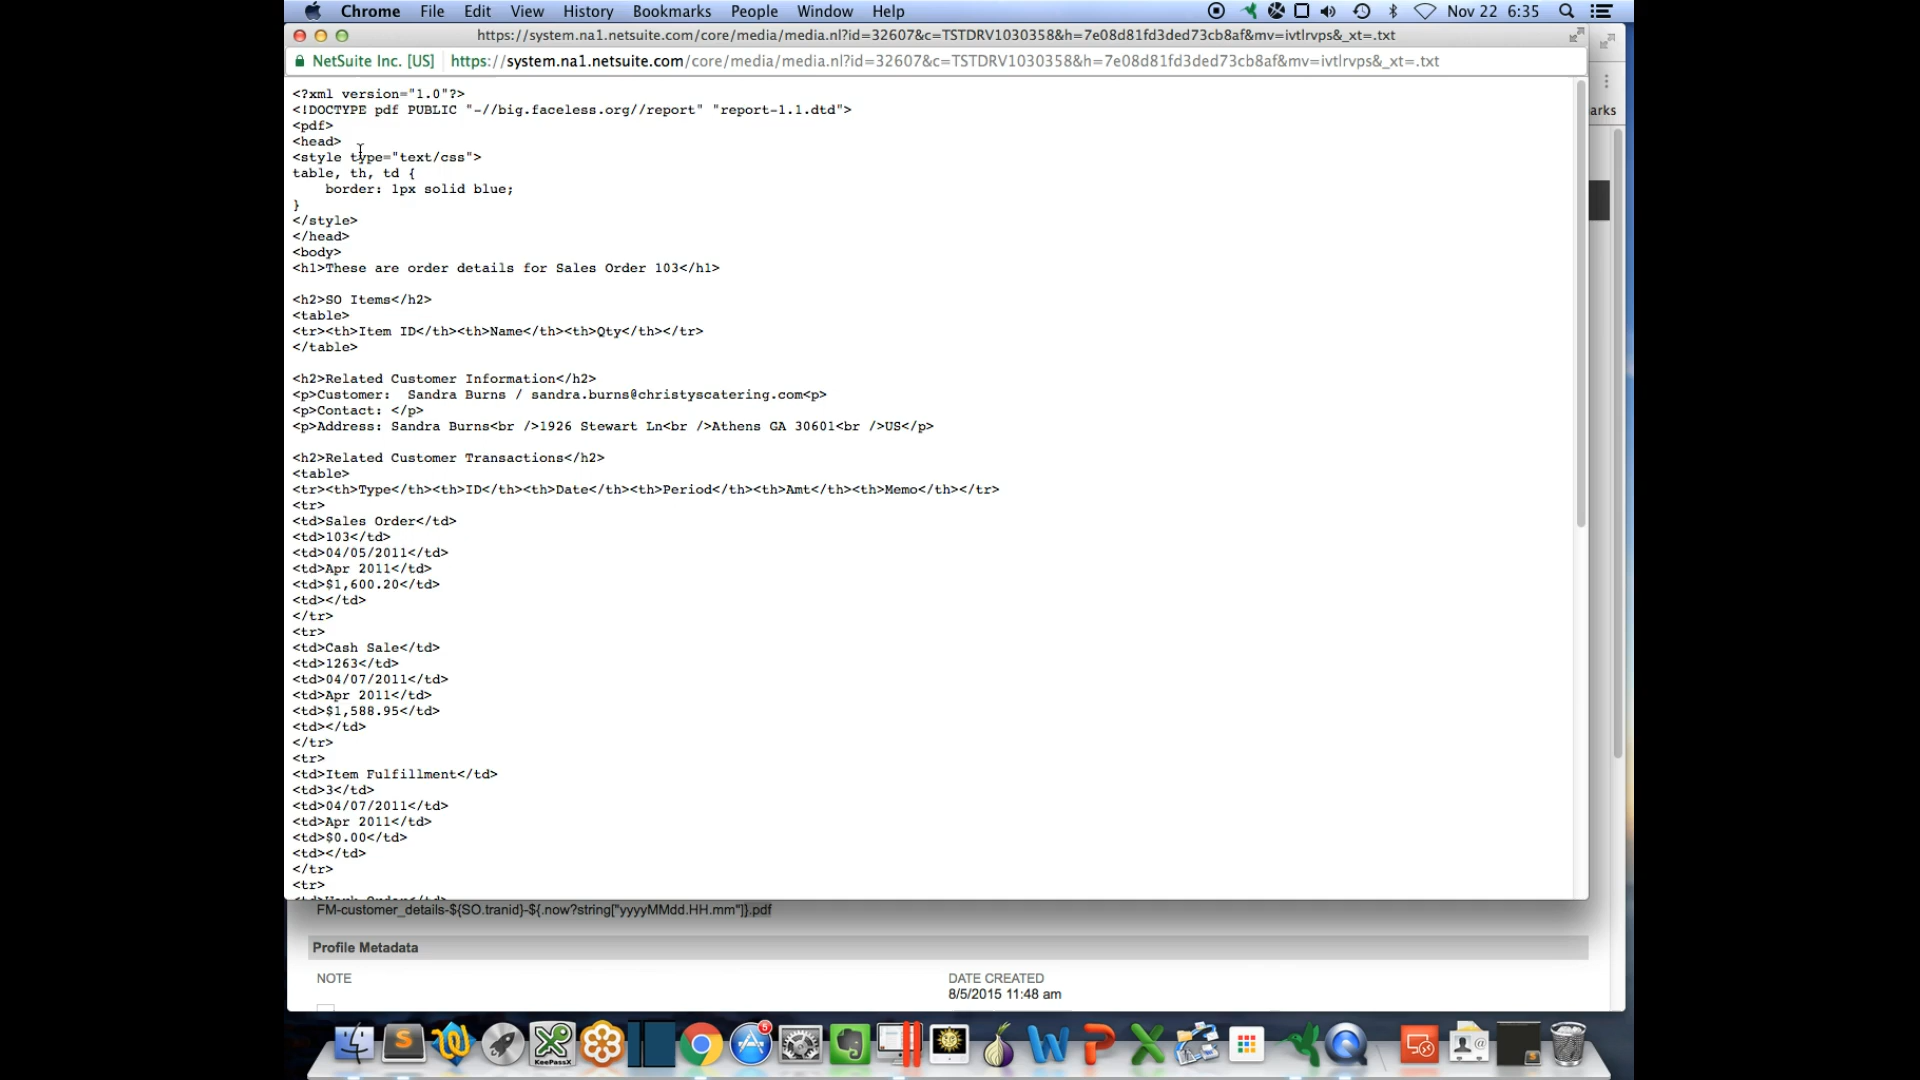 Chrome File Edit View History Bookmarks People Window Help Nov 22 6:35
https://system.na1.netsuite.com/core/media/media.nl?id=32607&c=TSTDRV1030358&h=7e08d81fd3ded73cb8af&mv=ivtlrvps&_xt=.txt
NetSuite Inc. [US] https://system.na1.netsuite.com/core/media/media.nl?id=32607&c=TSTDRV1030358&h=7e08d81fd3ded73cb8af&mv=ivtlrvps&_xt=.txt
<?xml version="1.0"?>
<!DOCTYPE pdf PUBLIC "-//big.faceless.org//report" "report-1.1.dtd">
arks
<pdf>
<head>
<style type="text/css">
table, th, td {
border: 1px solid blue;
}
</style>
</head>
<body>
<h1>These are order details for Sales Order 103</h1>
<h2>SO Items</h2>
<table>
<tr><th>Item ID</th><th>Name</th><th>Qty</th></tr>
</table>
<h2>Related Customer Information</h2>
<p>Customer: Sandra Burns / sandra.burns@christyscatering.com<p>
<p>Contact: </p>
<p>Address: Sandra Burns<br />1926 Stewart Ln<br />Athens GA 30601<br />US</p>
<h2>Related Customer Transactions</h2>
<table>
<tr><th>Type</th><th>ID</th><th>Date</th><th>Period</th><th>Amt</th><th>Memo</th></tr>
<tr>
<td>Sales Order</td>
<td>103</td>
<td>04/05/2011</td>
<td>Apr 2011</td>
<td>$1,600.20</td>
<td></td>
</tr>
<tr>
<td>Cash Sale</td>
<td>1263</td>
<td>04/07/2011</td>
<td>Apr 2011</td>
<td>$1,588.95</td>
<td></td>
</tr>
<tr>
<td>Item Fulfillment</td>
<td>3</td>
<td>04/07/2011</td>
<td>Apr 2011</td>
<td>$0.00</td>
<td></td>
</tr>
<tr>
FM-customer_details-${SO.tranid}-${.now?string["yyyyMMdd.HH.mm"]}.pdf
Profile Metadata
NOTE
DATE CREATED
8/5/2015 11:48 am
5
KeePassX